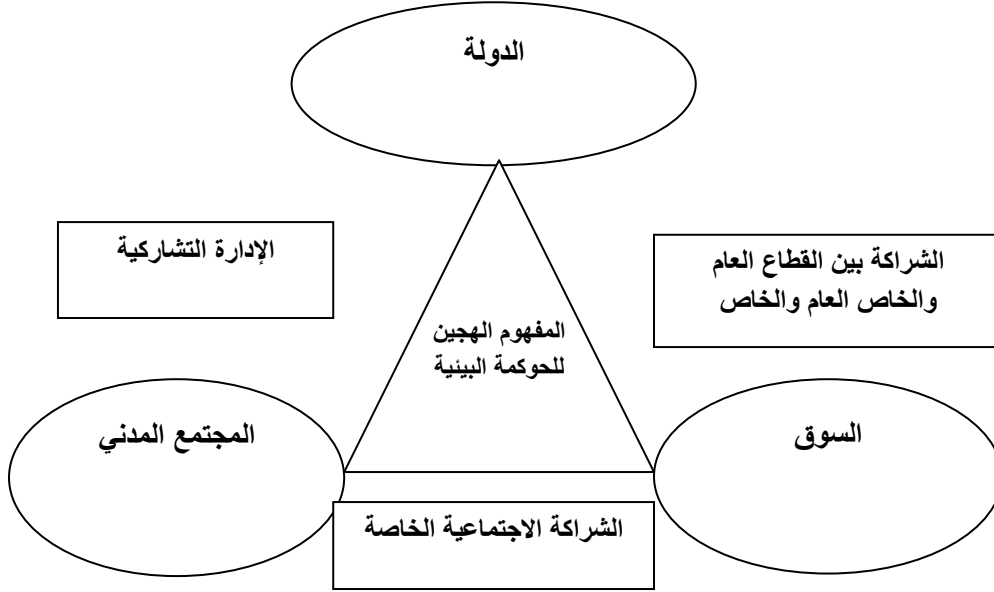 الدولة
الإدارة التشاركية
الشراكة بين القطاع العام
والخاص العام والخاص
المفهوم الهجين
للحوكمة البيئية
المجتمع المدني
السوق
الشراكة الاجتماعية الخاصة